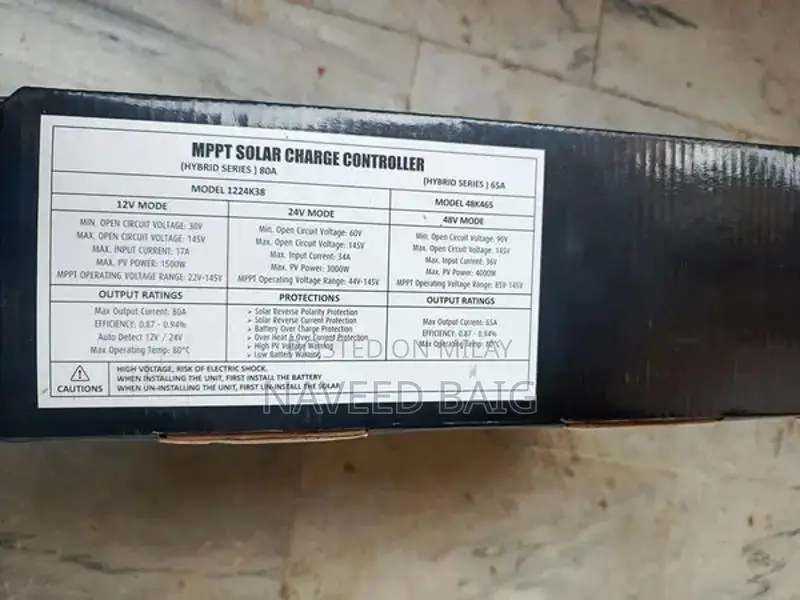 MPPT SOLAR CHARGE CONTROLLER
(HYBRID SERIES ) 80A
(HYBRID SERIES ) 65A
MODEL 1224K38
MODEL 48K465
12V MODE
MIN. OPEN CIRCUIT VOLTAGE: 30V
MAX. OPEN CIRCUIT VOLTAGE: 145V
MAX. INPUT CURRENT: 17A
MAX. PV POWER: 1500W
MPPT OPERATING VOLTAGE RANGE: 22V-145V
24V MODE
Min. Open Circuit Voltage: 60V
Max. Open Circuit Voltage: 145V
Max. Input Current: 34A
Max. PV Power: 3000W
MPPT Operating Voltage Range: 44V-145V
48V MODE
Min. Open Circuit Voltage: 90V
Max. Open Circuit Voltage: 145V
Max. Input Current: 36V
Max. PV Power: 4000W
MPPT Operating Voltage Range: 85V-145V
OUTPUT RATINGS
Max Output Current: 80A
EFFICIENCY: 0.87 - 0.94%
Auto Detect 12V / 24V
Max Operating Temp: 80°C
PROTECTIONS
Solar Reverse Polarity Protection
Solar Reverse Current Protection
Battery Over Charge Protection
Over Heat & Over Current Protection
High PV Voltage Warning
Low Battery Warning
OUTPUT RATINGS
Max Output Current: 65A
EFFICIENCY: 0.87 - 0.94%
Max Operating Temp: 80°C
CAUTIONS
HIGH VOLTAGE, RISK OF ELECTRIC SHOCK.
WHEN INSTALLING THE UNIT, FIRST INSTALL THE BATTERY
WHEN UN-INSTALLING THE UNIT, FIRST UN-INSTALL THE SOLAR
POSTED ON MILAY
NAVEED BAIG